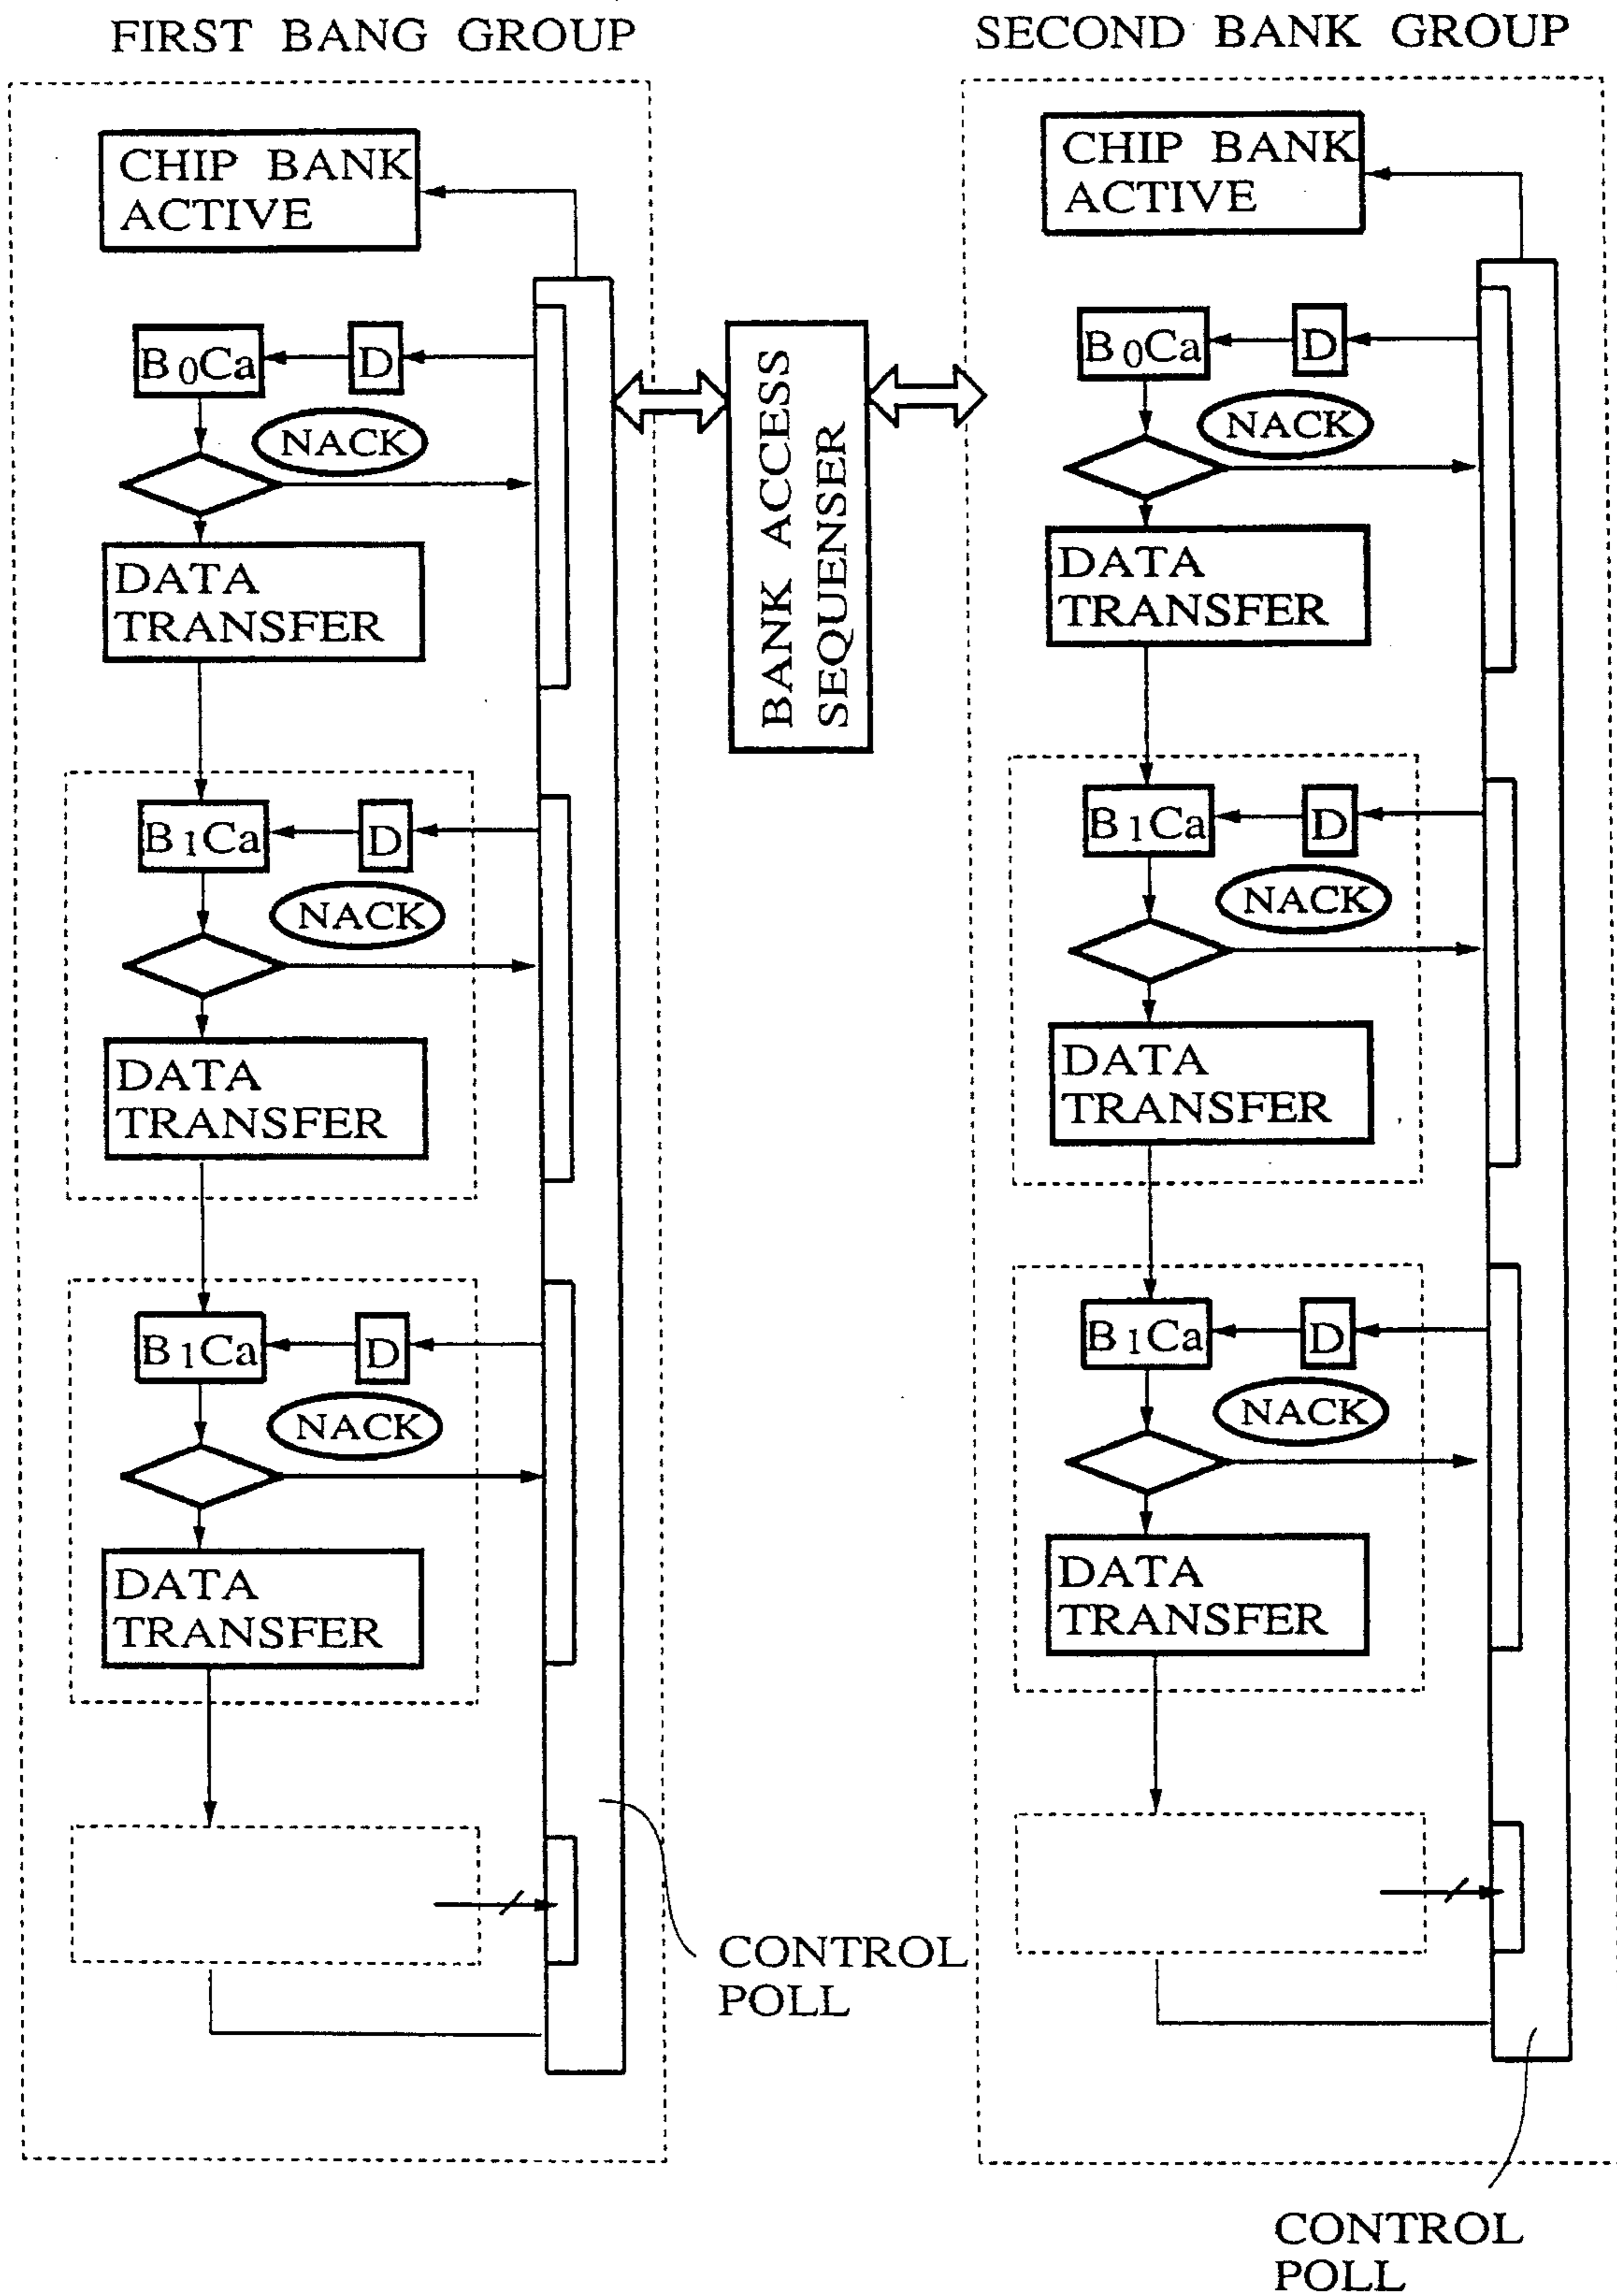 FIRST BANG GROUP
CHIP BANK
ACTIVE
B0Ca
D
NACK
DATA
TRANSFER
B1Ca
D
NACK
DATA
TRANSFER
B1Ca
D
NACK
DATA
TRANSFER
CONTROL
POLL
BANK ACCESS
SEQUENSER
SECOND BANK GROUP
CHIP BANK
ACTIVE
B0Ca
D
NACK
DATA
TRANSFER
B1Ca
D
NACK
DATA
TRANSFER
B1Ca
D
NACK
DATA
TRANSFER
CONTROL
POLL